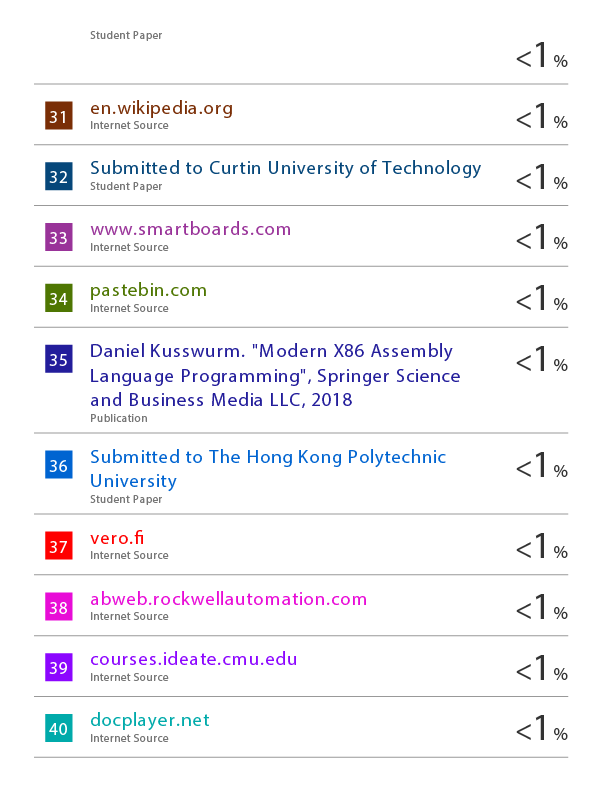 Student Paper
<1 %
31 en.wikipedia.org
Internet Source
<1 %
32 Submitted to Curtin University of Technology
Student Paper
<1 %
33 www.smartboards.com
Internet Source
<1 %
34 pastebin.com
Internet Source
<1 %
35 Daniel Kusswurm. "Modern X86 Assembly
Language Programming", Springer Science
and Business Media LLC, 2018
Publication
<1 %
36 Submitted to The Hong Kong Polytechnic
University
Student Paper
<1 %
37 vero.fi
Internet Source
<1 %
38 abweb.rockwellautomation.com
Internet Source
<1 %
39 courses.ideate.cmu.edu
Internet Source
<1 %
40 docplayer.net
Internet Source
<1 %